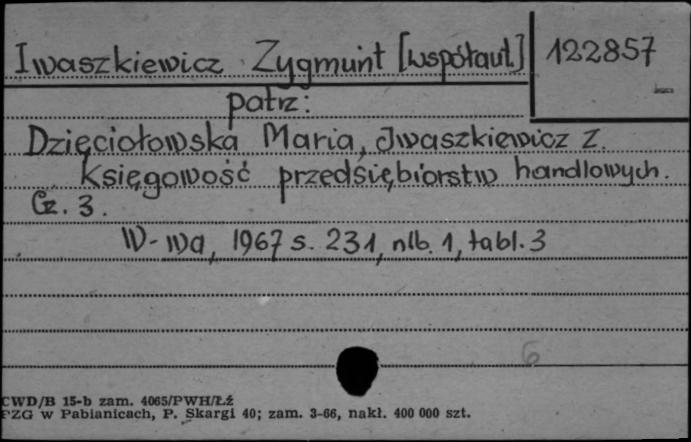 Iwaszkiewicz Zygmunt [współaut.] 122857
patrz:
Dzięciołowska Maria, Iwaszkiewicz Z.
Księgowość przedsiębiorstw handlowych.
Cz. 3.
W-wa, 1967 s. 231, nlb. 1, tabl. 3
6
CWD/B 15-b zam. 4065/PWH/Łź
PZG w Pabianicach, P. Skargi 40; zam. 3-66, nakł. 400 000 szt.